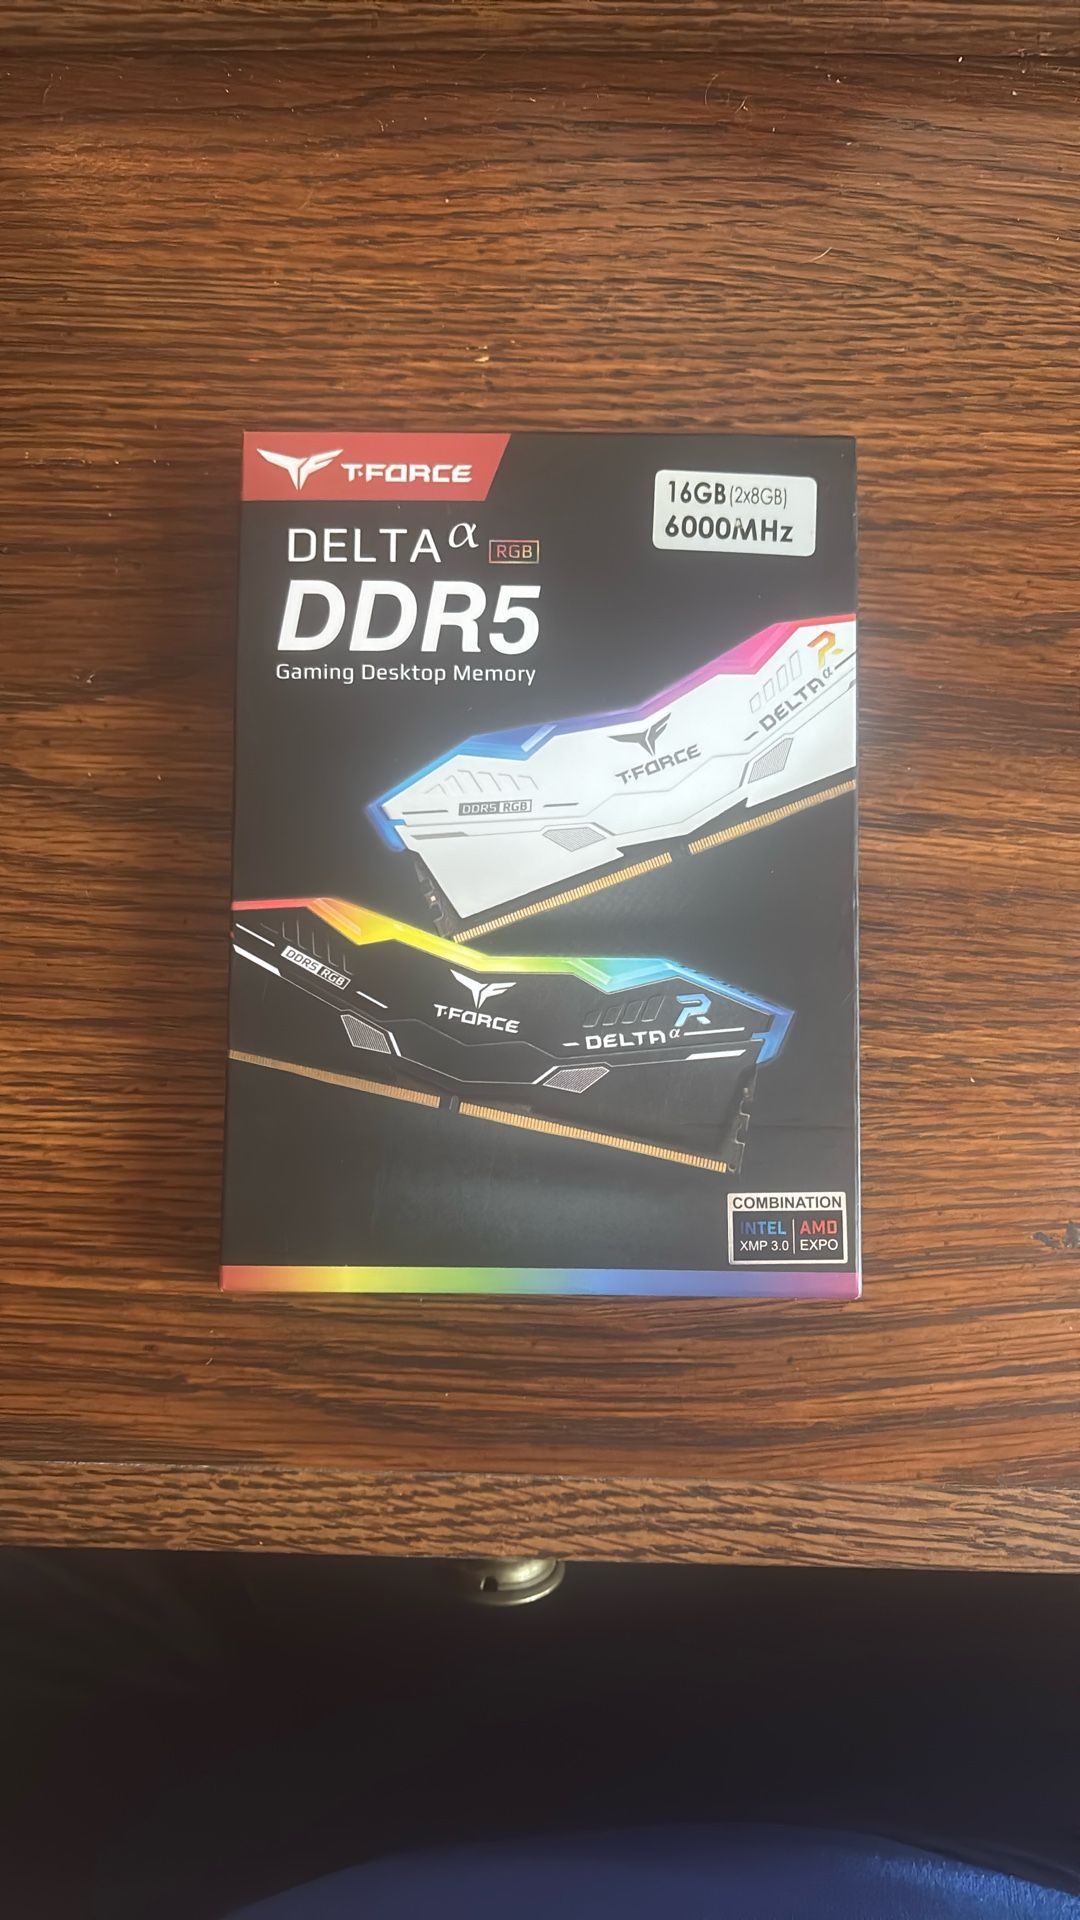 T-FORCE
16GB (2x8GB)
6000MHz
DELTA α RGB
DDR5
Gaming Desktop Memory
R
DELTA α
T-FORCE
DDR5 RGB
DDR5 RGB
T-FORCE
R
DELTA α
COMBINATION
INTEL | AMD
XMP 3.0 | EXPO